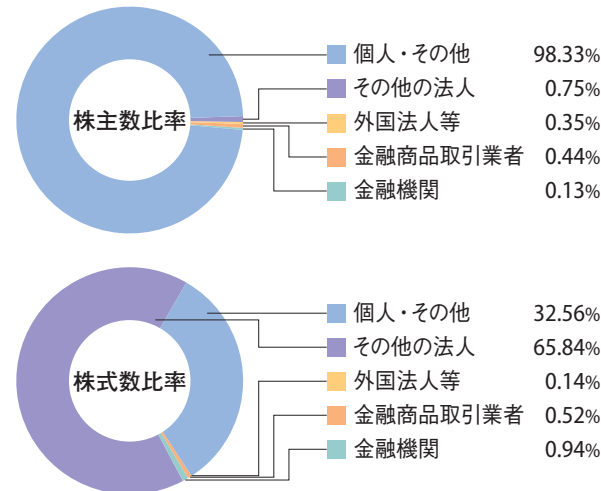 株主数比率
個人・その他 98.33%
その他の法人 0.75%
外国法人等 0.35%
金融商品取引業者 0.44%
金融機関 0.13%
株式数比率
個人・その他 32.56%
その他の法人 65.84%
外国法人等 0.14%
金融商品取引業者 0.52%
金融機関 0.94%